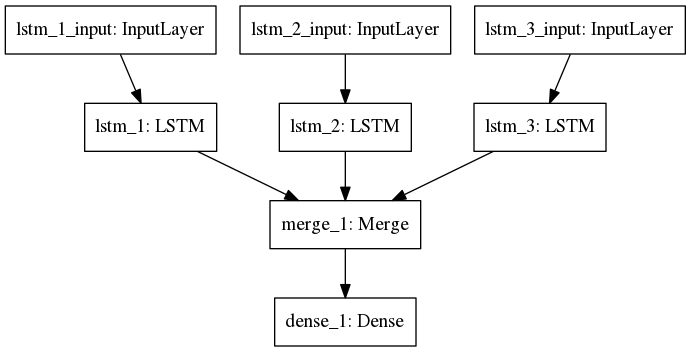 lstm_1_input: InputLayer
lstm_2_input: InputLayer
lstm_3_input: InputLayer
lstm_1: LSTM
lstm_2: LSTM
lstm_3: LSTM
merge_1: Merge
dense_1: Dense